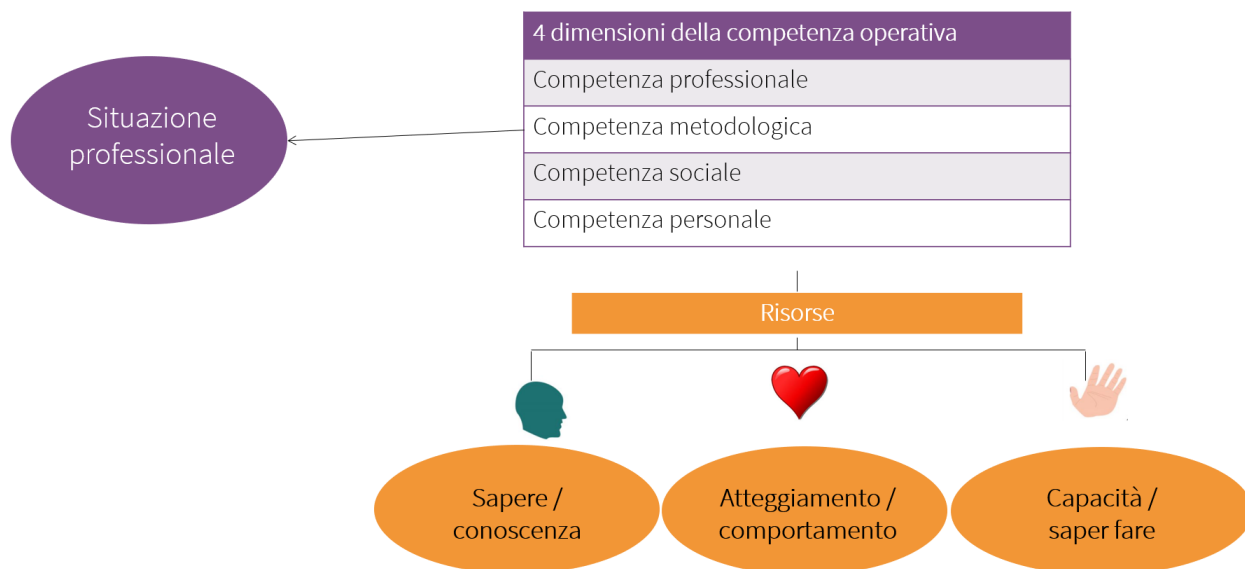 4 dimensioni della competenza operativa
Competenza professionale
Competenza metodologica
Competenza sociale
Competenza personale
Situazione
professionale
Risorse
Sapere /
conoscenza
Atteggiamento /
comportamento
Capacità /
saper fare